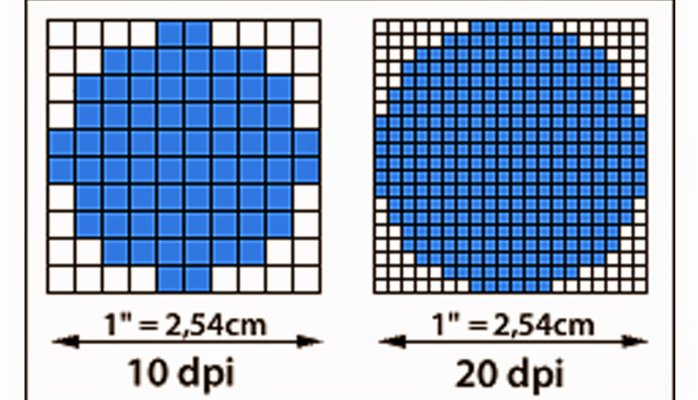 1" = 2,54cm
10 dpi
1" = 2,54cm
20 dpi